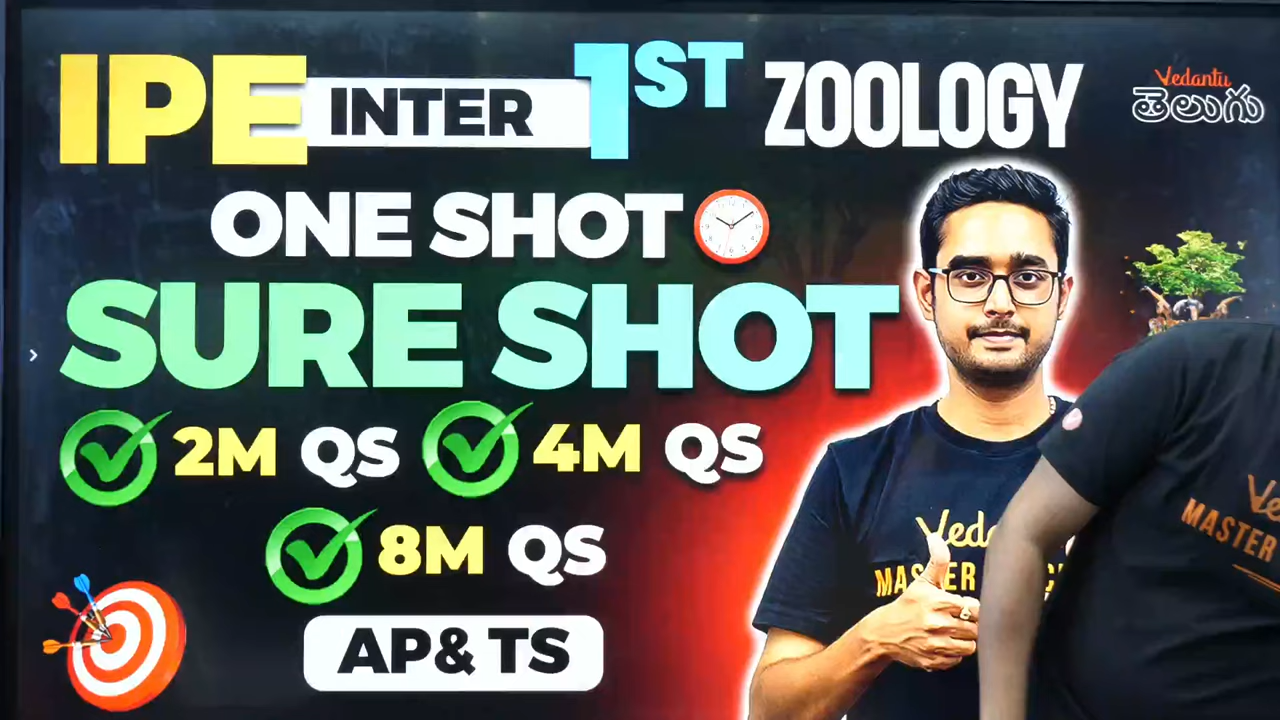 IPE INTER 1ST ZOOLOGY
Vedantu
తెలుగు
ONE SHOT
SURE SHOT
2M QS 4M QS
8M QS
AP& TS
MASTER